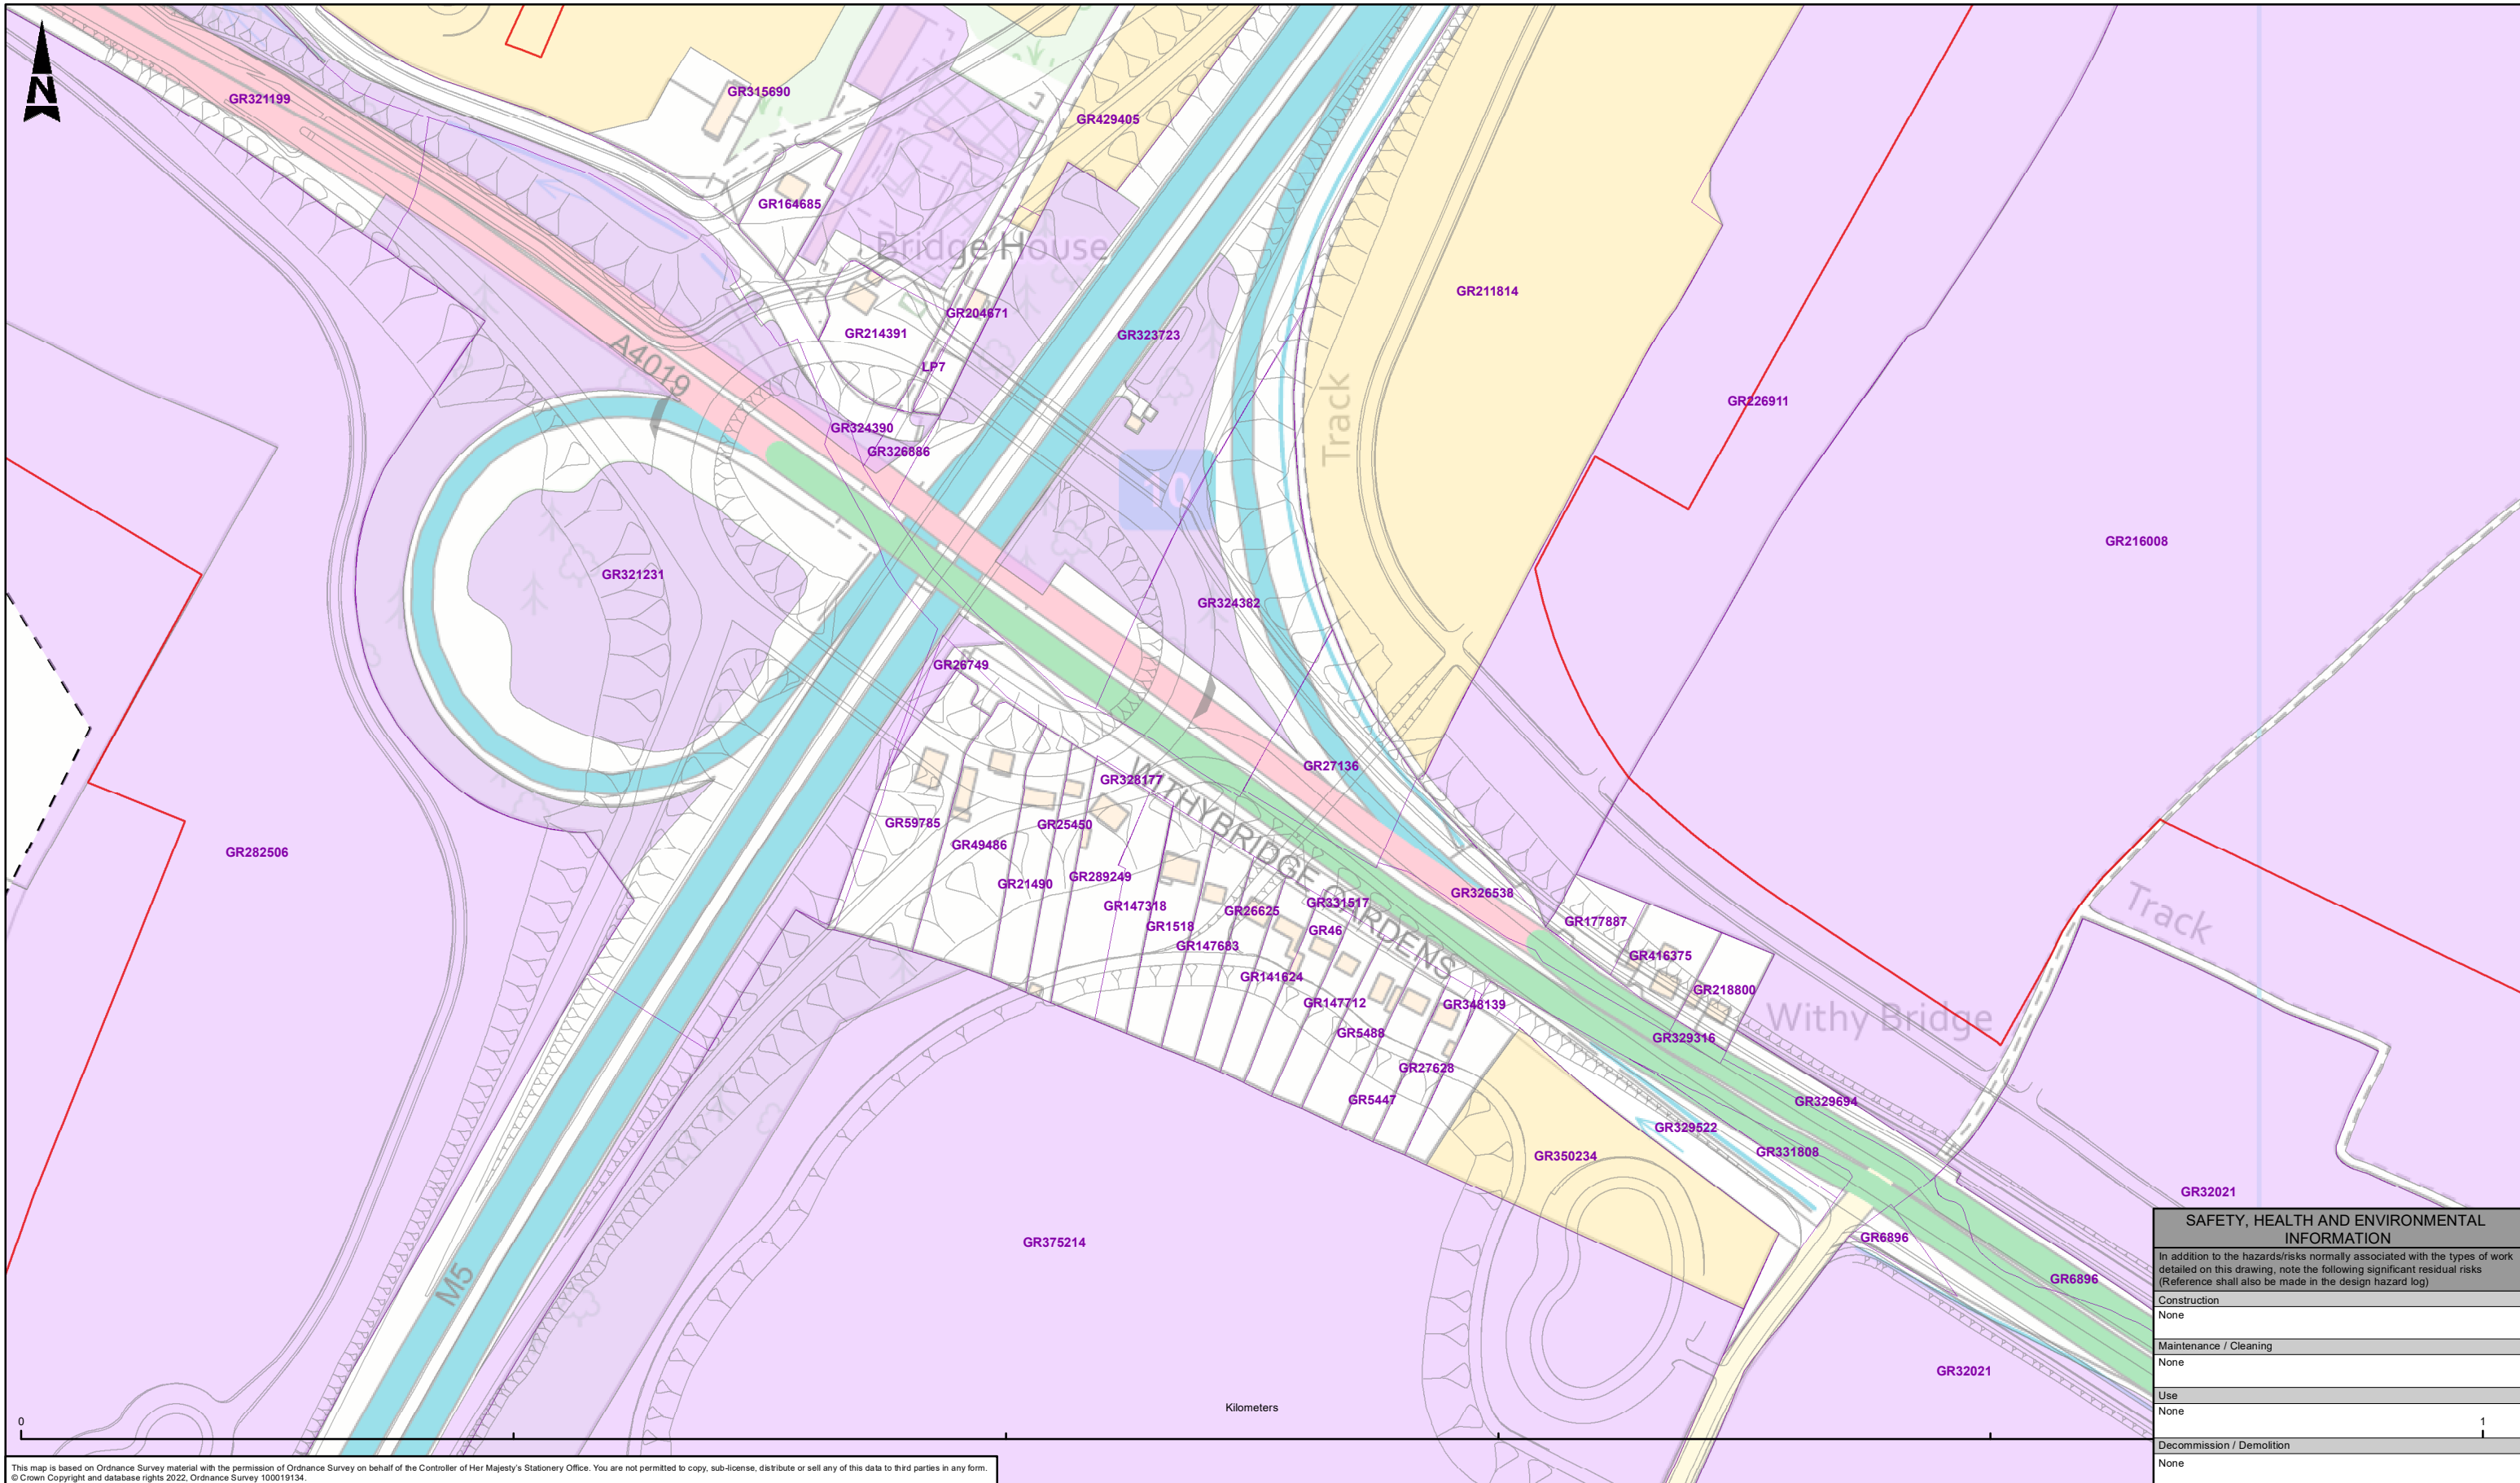 N
GR321199
GR315690
GR429405
GR164685
Bridge House
GR211814
GR204671
GR214391
GR323723
A4019
LP7
Track
GR226911
GR324390
GR326886
10
GR216008
GR321231
GR324382
GR26749
GR27136
GR328177
WITHYBRIDGE GARDENS
GR59785
GR25450
GR49486
GR282506
GR289249
GR21490
GR326538
GR147318
GR331517
GR26625
GR177887
Track
GR1518
GR46
GR147683
GR416375
GR141624
GR218800
GR147712
GR348139
Withy Bridge
GR5488
GR329316
GR27628
GR5447
GR329694
GR329522
GR331808
GR350234
GR32021
GR375214
GR6896
M5
GR6896
GR32021
SAFETY, HEALTH AND ENVIRONMENTAL
INFORMATION
In addition to the hazards/risks normally associated with the types of work
detailed on this drawing, note the following significant residual risks
(Reference shall also be made in the design hazard log)
Construction
None
Maintenance / Cleaning
None
Use
None
Decommission / Demolition
None
Kilometers
0
1
This map is based on Ordnance Survey material with the permission of Ordnance Survey on behalf of the Controller of Her Majesty's Stationery Office. You are not permitted to copy, sub-license, distribute or sell any of this data to third parties in any form.
© Crown Copyright and database rights 2022, Ordnance Survey 100019134.